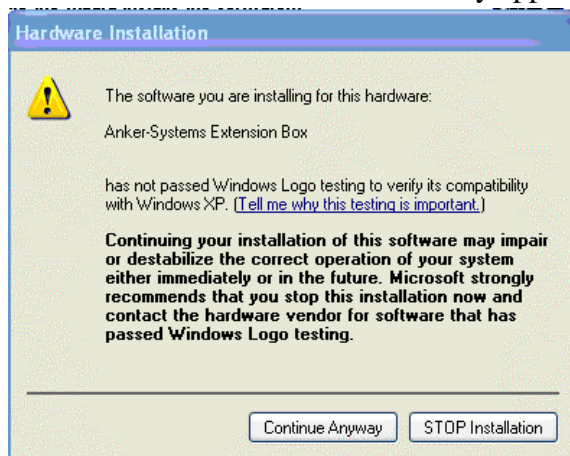 Hardware Installation
The software you are installing for this hardware:
Anker-Systems Extension Box
has not passed Windows Logo testing to verify its compatibility
with Windows XP. (Tell me why this testing is important.)
Continuing your installation of this software may impair
or destabilize the correct operation of your system
either immediately or in the future. Microsoft strongly
recommends that you stop this installation now and
contact the hardware vendor for software that has
passed Windows Logo testing.
Continue Anyway STOP Installation